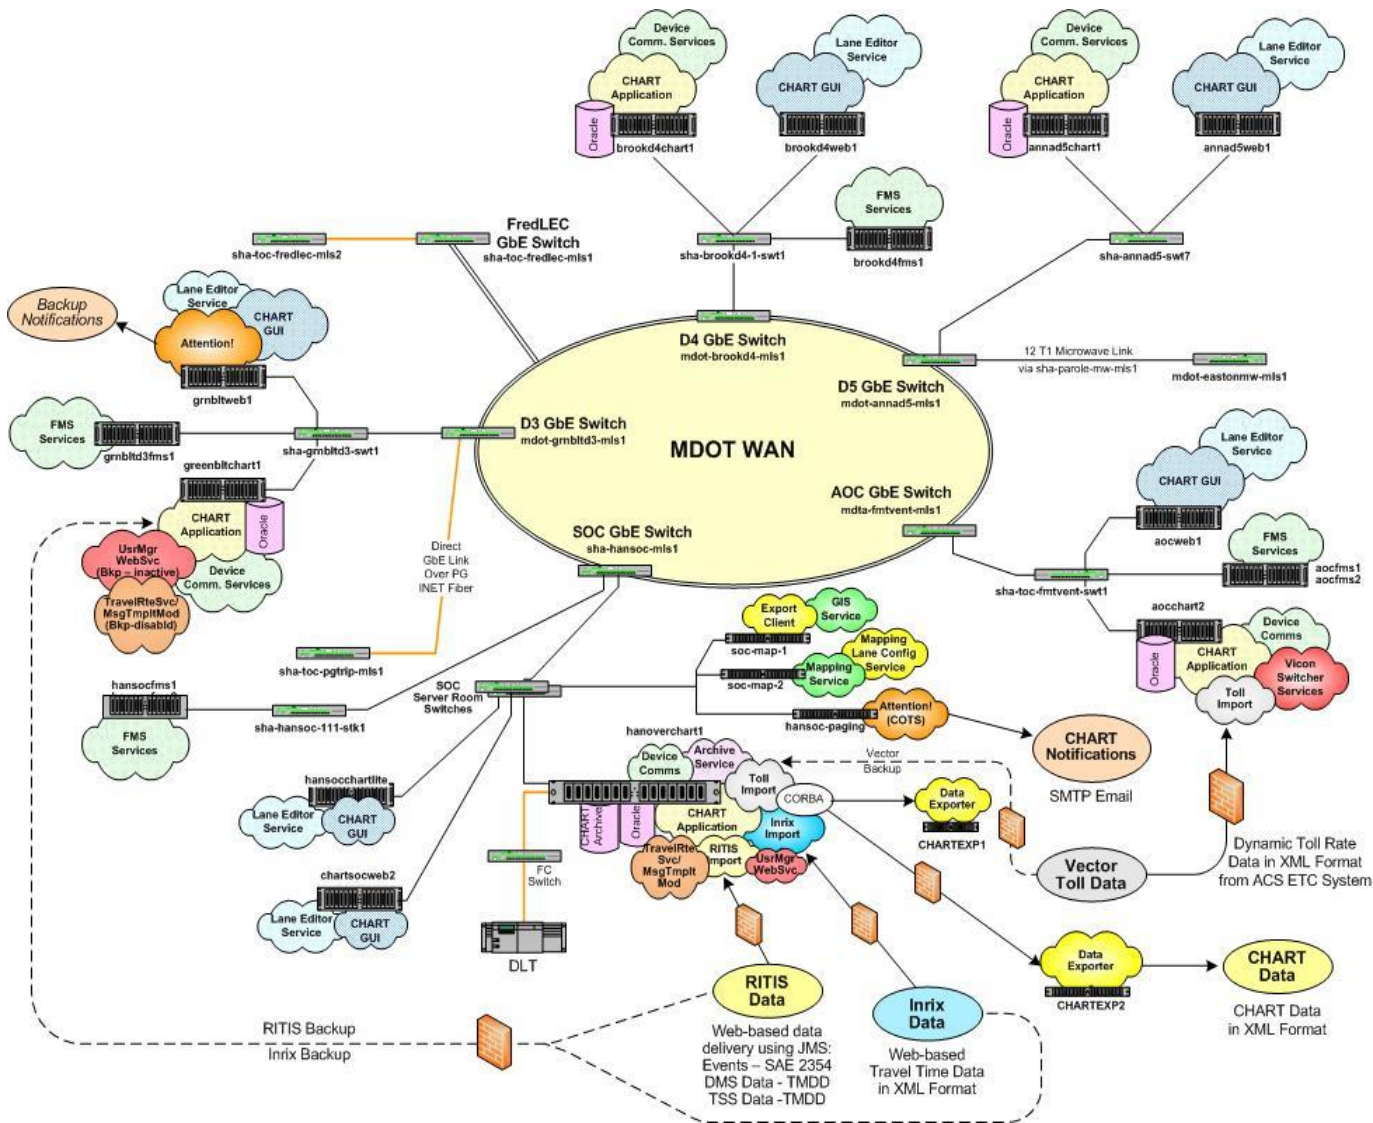 Device
Comm. Services
CHART
Application
Oracle
brookd4chart1
Lane Editor
Service
CHART GUI
brookd4web1
Device
Comm. Services
CHART
Application
Oracle
annad5chart1
Lane Editor
Service
CHART GUI
annad5web1
FMS
Services
brookd4fms1
sha-brookd4-1-swt1
sha-annad5-swt7
FredLEC
GbE Switch
sha-toc-fredlec-mls1
sha-toc-fredlec-mls2
Backup
Notifications
Lane Editor
Service
CHART
GUI
Attention!
grnbltweb1
D4 GbE Switch
mdot-brookd4-mls1
12 T1 Microwave Link
via sha-parole-mw-mls1
mdot-eastonmw-mls1
D5 GbE Switch
mdot-annad5-mls1
FMS
Services
grnbltd3fms1
sha-grnbltd3-swt1
D3 GbE Switch
mdot-grnbltd3-mls1
MDOT WAN
greenbltchart1
CHART
Application
Oracle
UsrMgr
WebSvc
(Bkp – inactive)
Device
Comm. Services
TravelRteSvc/
MsgTmpltMod
(Bkp-disabld)
Direct
GbE Link
Over PG
INET Fiber
SOC GbE Switch
sha-hansoc-mls1
AOC GbE Switch
mdta-fmtvent-mls1
Lane Editor
Service
CHART GUI
aocweb1
FMS
Services
aocfms1
aocfms2
sha-toc-fmtvent-swt1
aocchart2
Device
Comms
CHART
Application
Oracle
Vicon
Switcher
Services
Toll
Import
sha-toc-pgtrip-mls1
hansocfms1
FMS
Services
sha-hansoc-111-stk1
SOC
Server Room
Switches
Export
Client
GIS
Service
soc-map-1
Mapping
Lane Config
Service
Mapping
Service
soc-map-2
Attention!
(COTS)
hansoc-paging
CHART
Notifications
SMTP Email
hanoverchart1
Device
Comms
Archive
Service
Toll
Import
CORBA
CHART
Archive
Oracle
CHART
Application
Inrix
Import
TravelRte
Svc/
MsgTmplt
Mod
RITIS
Import
UsrMgr
WebSvc
Vector
Backup
Data
Exporter
CHARTEXP1
hansocchartlite
Lane Editor
Service
CHART
GUI
chartsocweb2
Lane Editor
Service
CHART
GUI
FC
Switch
DLT
Vector
Toll Data
Dynamic Toll Rate
Data in XML Format
from ACS ETC System
Data
Exporter
CHARTEXP2
CHART
Data
CHART Data
in XML Format
RITIS
Data
Web-based data
delivery using JMS:
Events – SAE 2354
DMS Data - TMDD
TSS Data -TMDD
Inrix
Data
Web-based
Travel Time Data
in XML Format
RITIS Backup
Inrix Backup